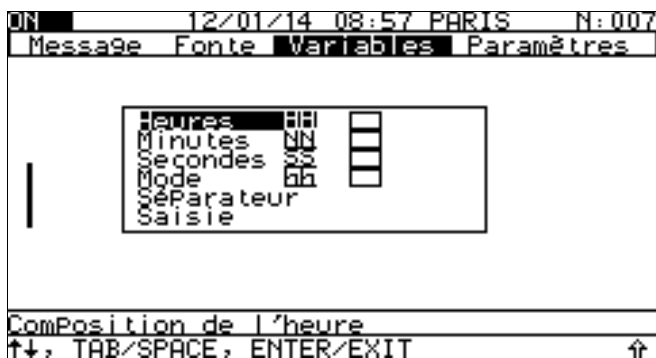 ON 12/01/14 08:57 PARIS N:007
Message Fonte Variables Paramètres
Heures HH
Minutes NN
Secondes SS
Mode hh
Séparateur
Saisie
Composition de l'heure
↑↓, TAB/SPACE, ENTER/EXIT ⇧